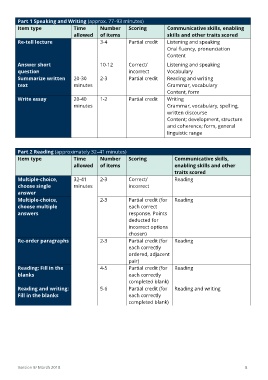 Part 1 Speaking and Writing (approx. 77–93 minutes)
Item type Time allowed Number of items Scoring Communicative skills, enabling skills and other traits scored
Re-tell lecture 3-4 Partial credit Listening and speaking
Oral fluency, pronunciation
Content
Answer short question 10-12 Correct/ incorrect Listening and speaking
Vocabulary
Summarize written text 20-30 minutes 2-3 Partial credit Reading and writing
Grammar, vocabulary
Content, form
Write essay 20-40 minutes 1-2 Partial credit Writing
Grammar, vocabulary, spelling, written discourse
Content; development, structure and coherence; form, general linguistic range
Part 2 Reading (approximately 32–41 minutes)
Item type Time allowed Number of items Scoring Communicative skills, enabling skills and other traits scored
Multiple-choice, choose single answer 32-41 minutes 2-3 Correct/ incorrect Reading
Multiple-choice, choose multiple answers 2-3 Partial credit (for each correct response. Points deducted for incorrect options chosen) Reading
Re-order paragraphs 2-3 Partial credit (for each correctly ordered, adjacent pair) Reading
Reading: Fill in the blanks 4-5 Partial credit (for each correctly completed blank) Reading
Reading and writing: Fill in the blanks 5-6 Partial credit (for each correctly completed blank) Reading and writing
March 2018